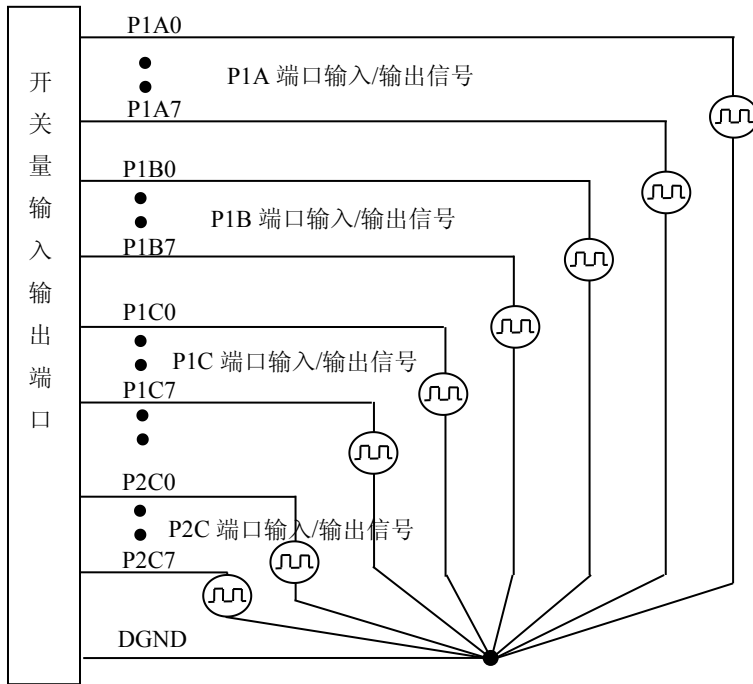 开关量输入输出端口
P1A0
P1A 端口输入/输出信号
P1A7
P1B0
P1B 端口输入/输出信号
P1B7
P1C0
P1C 端口输入/输出信号
P1C7
P2C0
P2C 端口输入/输出信号
P2C7
DGND